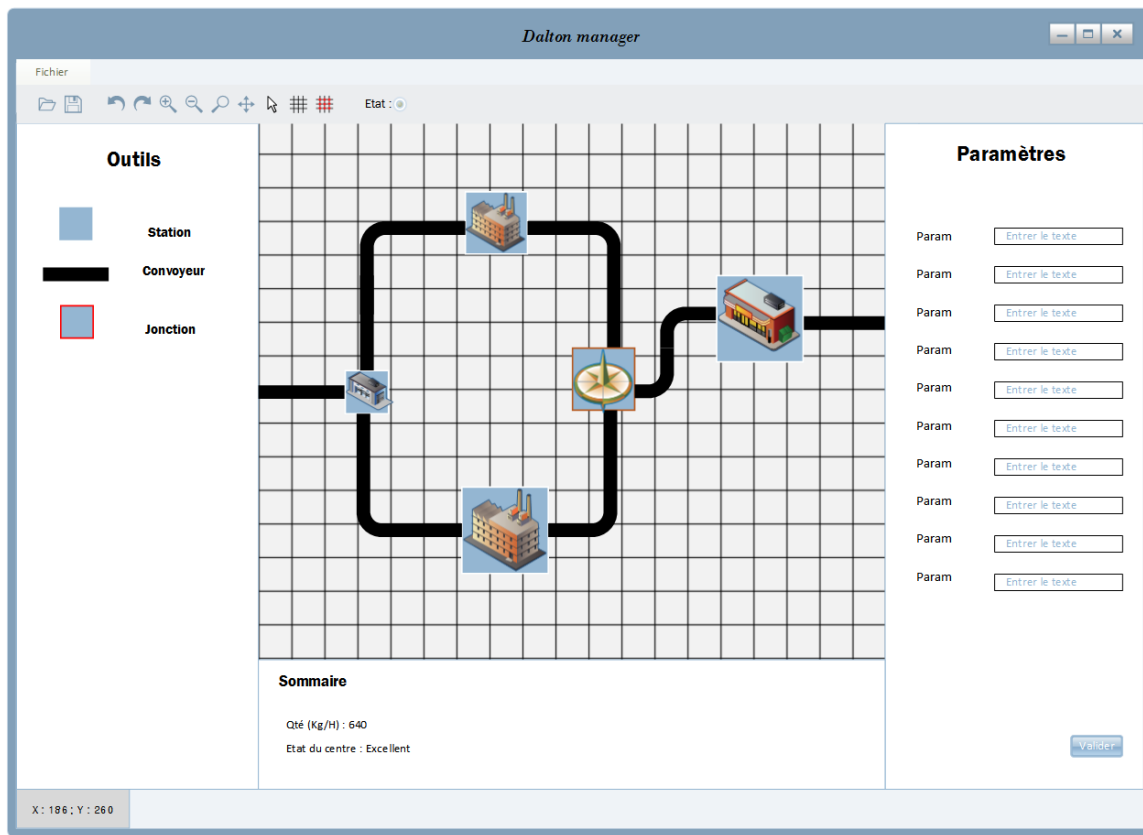 Dalton manager
Fichier
Etat :
Outils
Station
Convoyeur
Jonction
Paramètres
Param Entrer le texte
Param Entrer le texte
Param Entrer le texte
Param Entrer le texte
Param Entrer le texte
Param Entrer le texte
Param Entrer le texte
Param Entrer le texte
Param Entrer le texte
Param Entrer le texte
Valider
Sommaire
Qté (Kg/H) : 640
Etat du centre : Excellent
X : 186 ; Y : 260